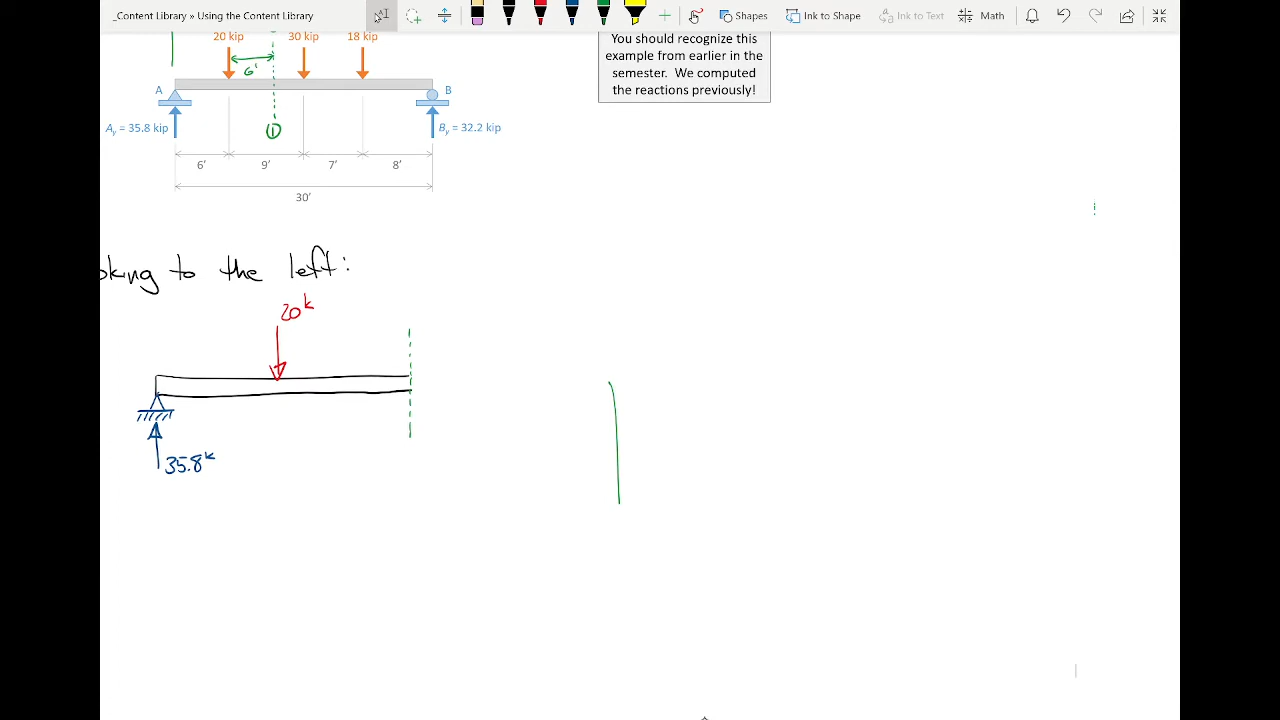 _Content Library » Using the Content Library
Shapes
Ink to Shape
Ink to Text
Math
20 kip
30 kip
18 kip
6'
A
B
Ay = 35.8 kip
1
By = 32.2 kip
6′
9′
7′
8′
30′
You should recognize this
example from earlier in the
semester. We computed
the reactions previously!
oking to the left:
20k
35.8k